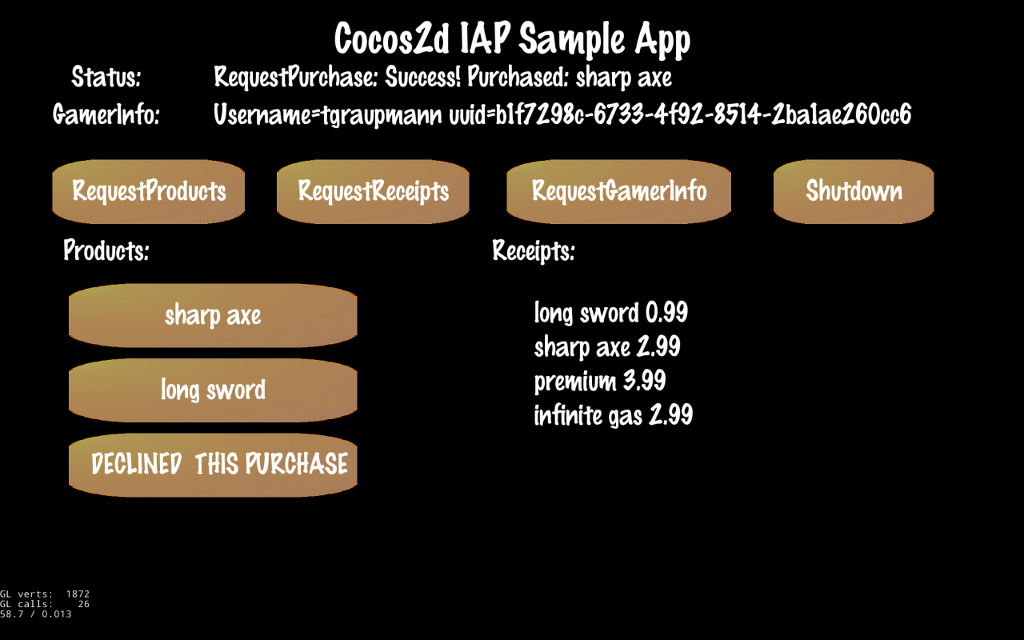 Cocos2d IAP Sample App
Status: RequestPurchase: Success! Purchased: sharp axe
GamerInfo: Username=tgraupmann uuid=b1f7298c-6733-4f92-8514-2ba1ae260cc6
RequestProducts RequestReceipts RequestGamerInfo Shutdown
Products:
sharp axe
long sword
DECLINED THIS PURCHASE
Receipts:
long sword 0.99
sharp axe 2.99
premium 3.99
infinite gas 2.99
GL verts: 1872
GL calls: 26
58.7 / 0.013